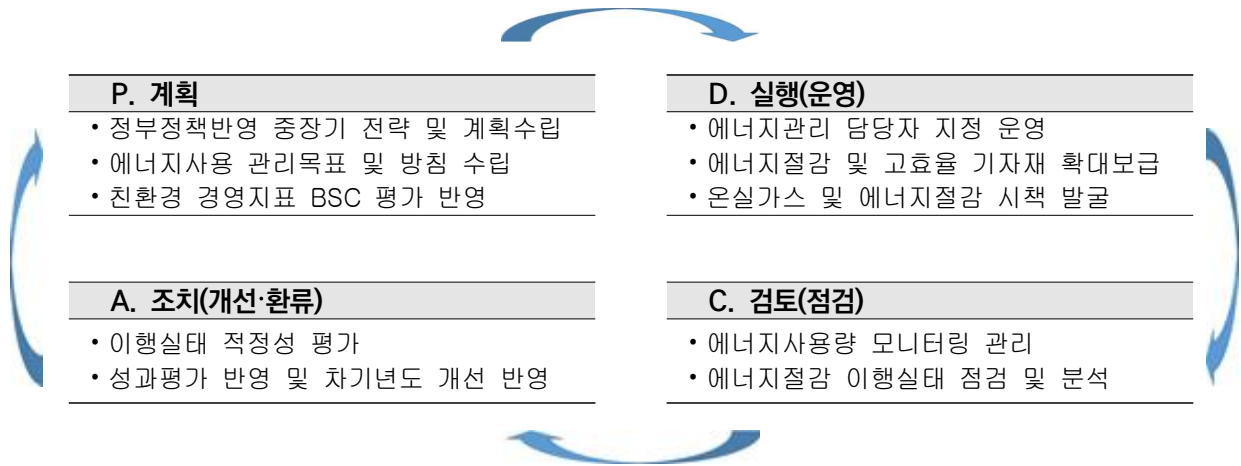 P. 계획
• 정부정책반영 중장기 전략 및 계획수립
• 에너지사용 관리목표 및 방침 수립
• 친환경 경영지표 BSC 평가 반영
D. 실행(운영)
• 에너지관리 담당자 지정 운영
• 에너지절감 및 고효율 기자재 확대보급
• 온실가스 및 에너지절감 시책 발굴
A. 조치(개선·환류)
• 이행실태 적정성 평가
• 성과평가 반영 및 차기년도 개선 반영
C. 검토(점검)
• 에너지사용량 모니터링 관리
• 에너지절감 이행실태 점검 및 분석